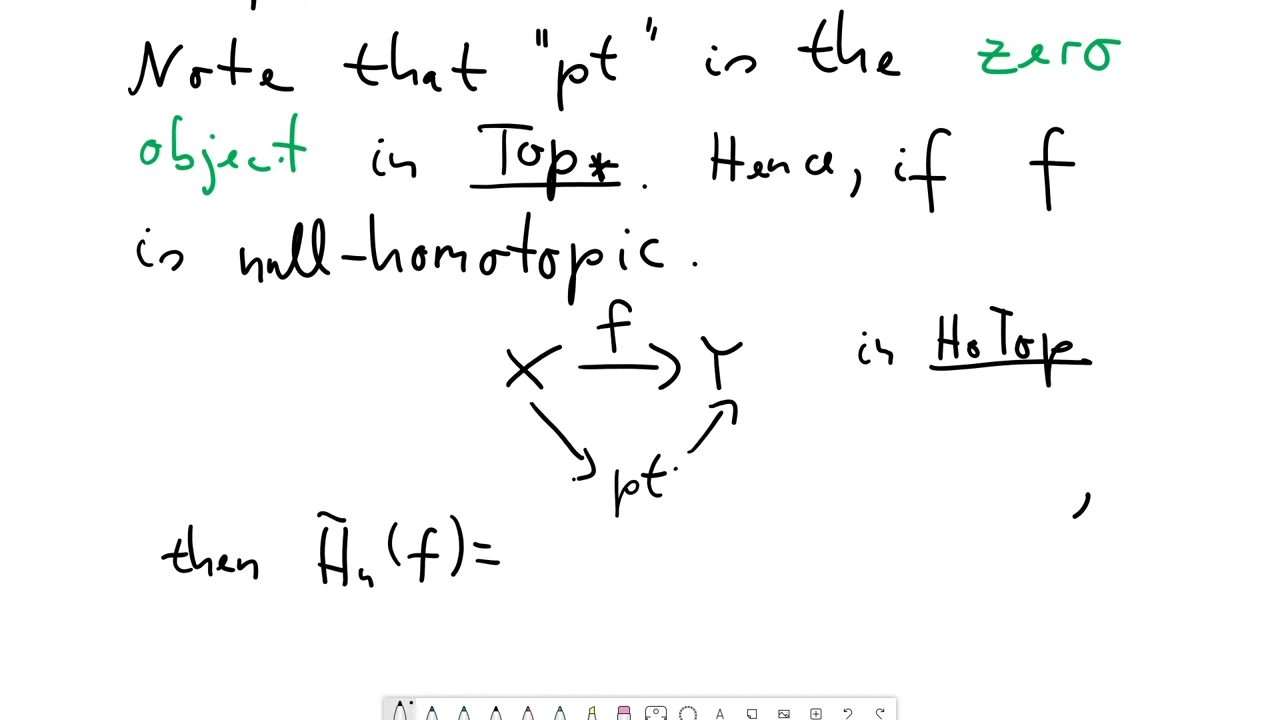 Note that "pt" is the zero
object in Top*. Hence, if f
is null-homotopic.
X f→ Y in HoTop
pt ,
then H̃ₙ(f)=
A